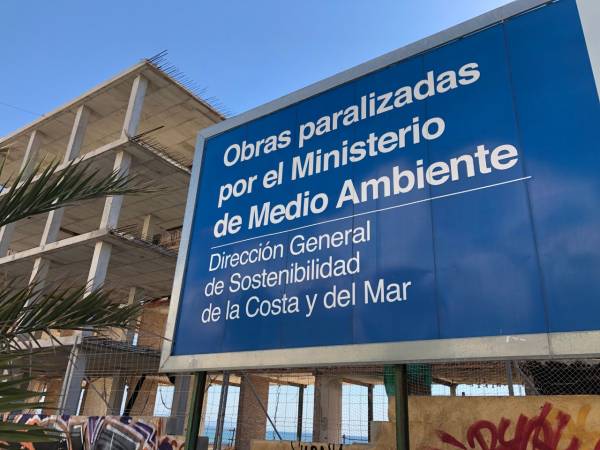 Obras paralizadas
por el Ministerio
de Medio Ambiente
Dirección General
de Sostenibilidad
de la Costa y del Mar